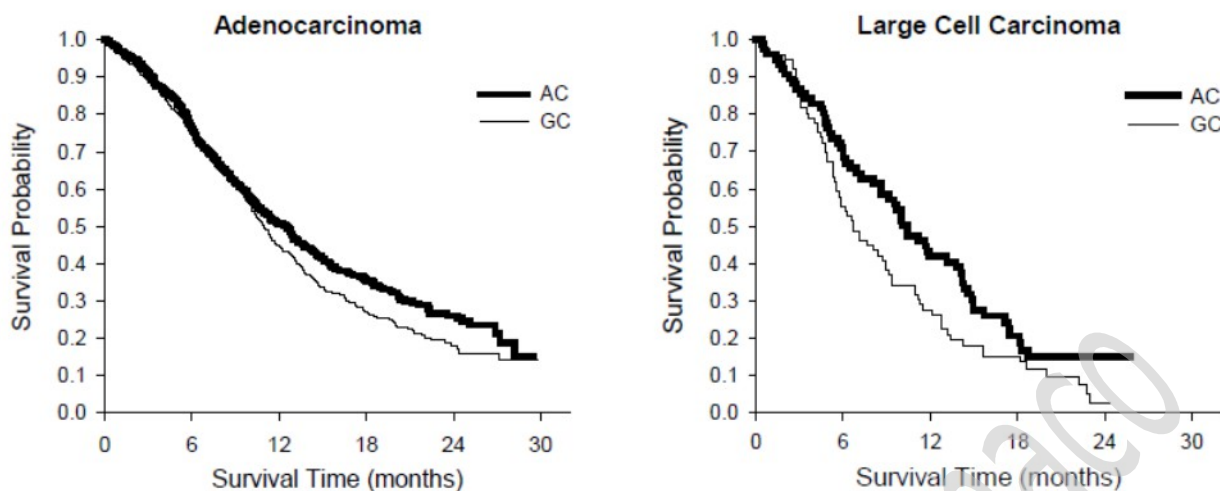 Adenocarcinoma
1.0
0.9
0.8
0.7
0.6
0.5
0.4
0.3
0.2
0.1
0.0
Survival Probability
AC
GC
0 6 12 18 24 30
Survival Time (months)
Large Cell Carcinoma
1.0
0.9
0.8
0.7
0.6
0.5
0.4
0.3
0.2
0.1
0.0
Survival Probability
AC
GC
0 6 12 18 24 30
Survival Time (months)